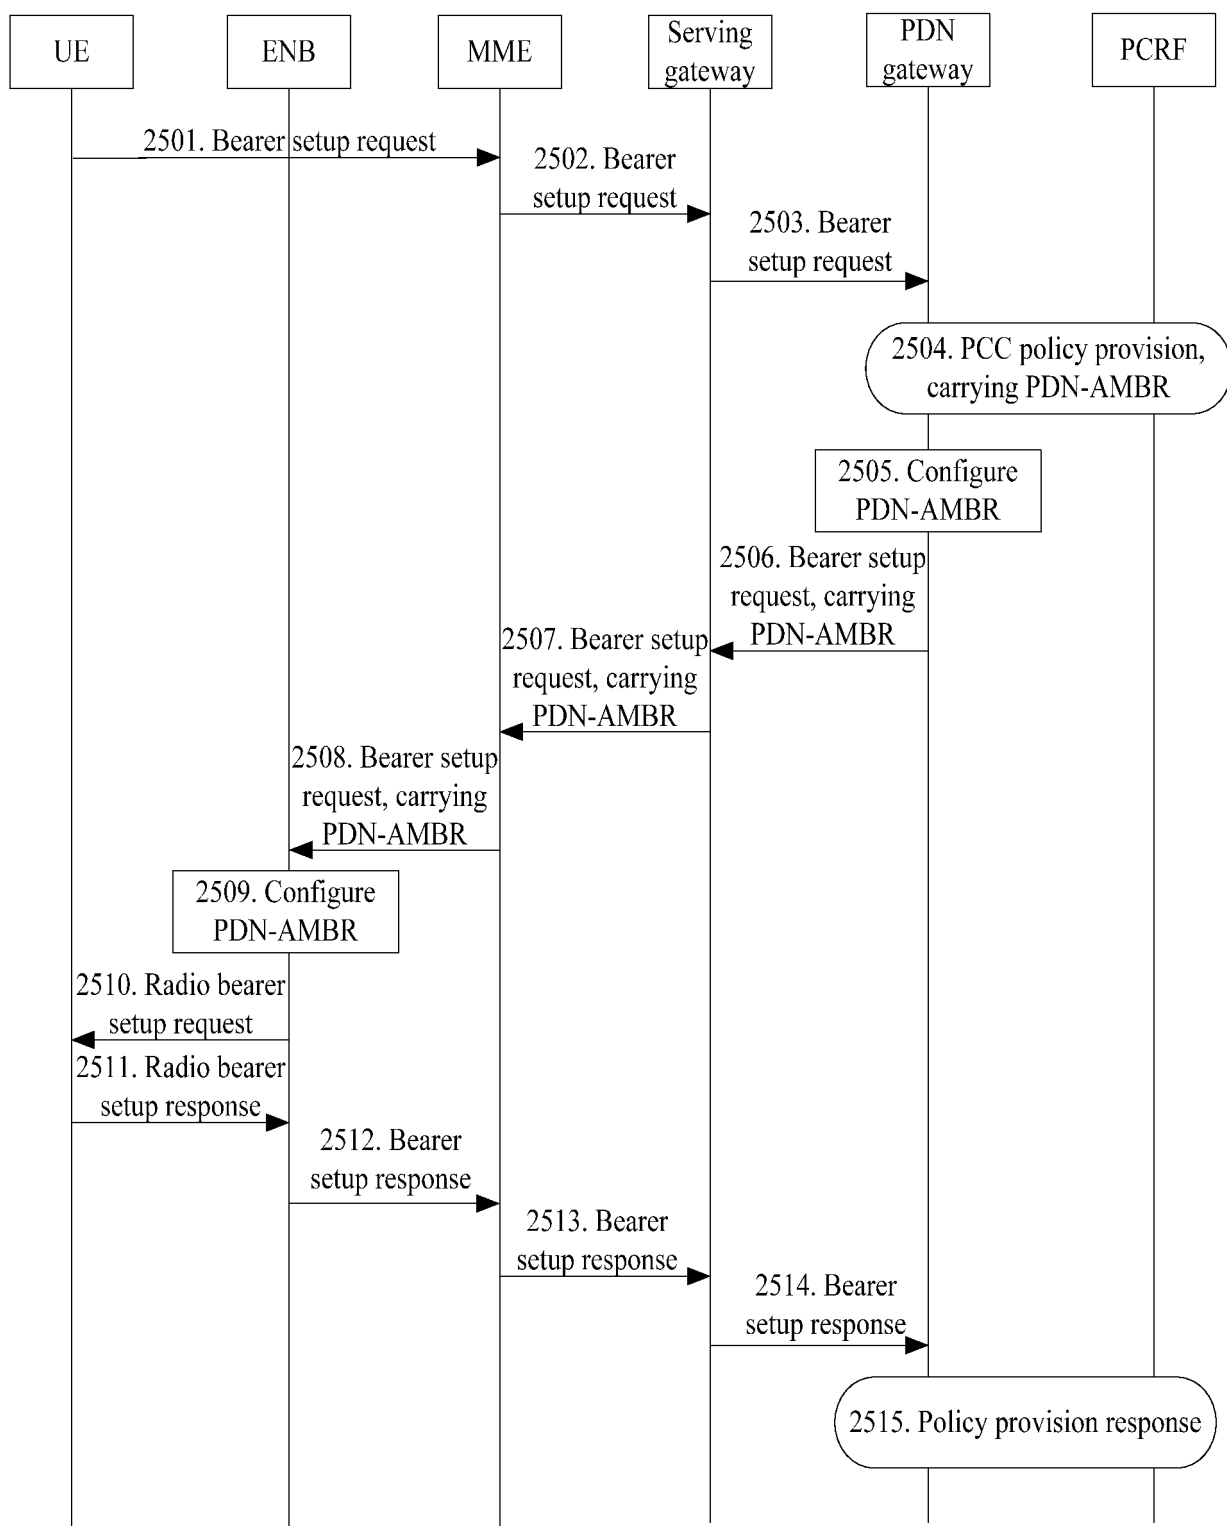 UE
ENB
MME
Serving
gateway
PDN
gateway
PCRF
2501. Bearer setup request
2502. Bearer
setup request
2503. Bearer
setup request
2504. PCC policy provision,
carrying PDN-AMBR
2505. Configure
PDN-AMBR
2506. Bearer setup
request, carrying
PDN-AMBR
2507. Bearer setup
request, carrying
PDN-AMBR
2508. Bearer setup
request, carrying
PDN-AMBR
2509. Configure
PDN-AMBR
2510. Radio bearer
setup request
2511. Radio bearer
setup response
2512. Bearer
setup response
2513. Bearer
setup response
2514. Bearer
setup response
2515. Policy provision response